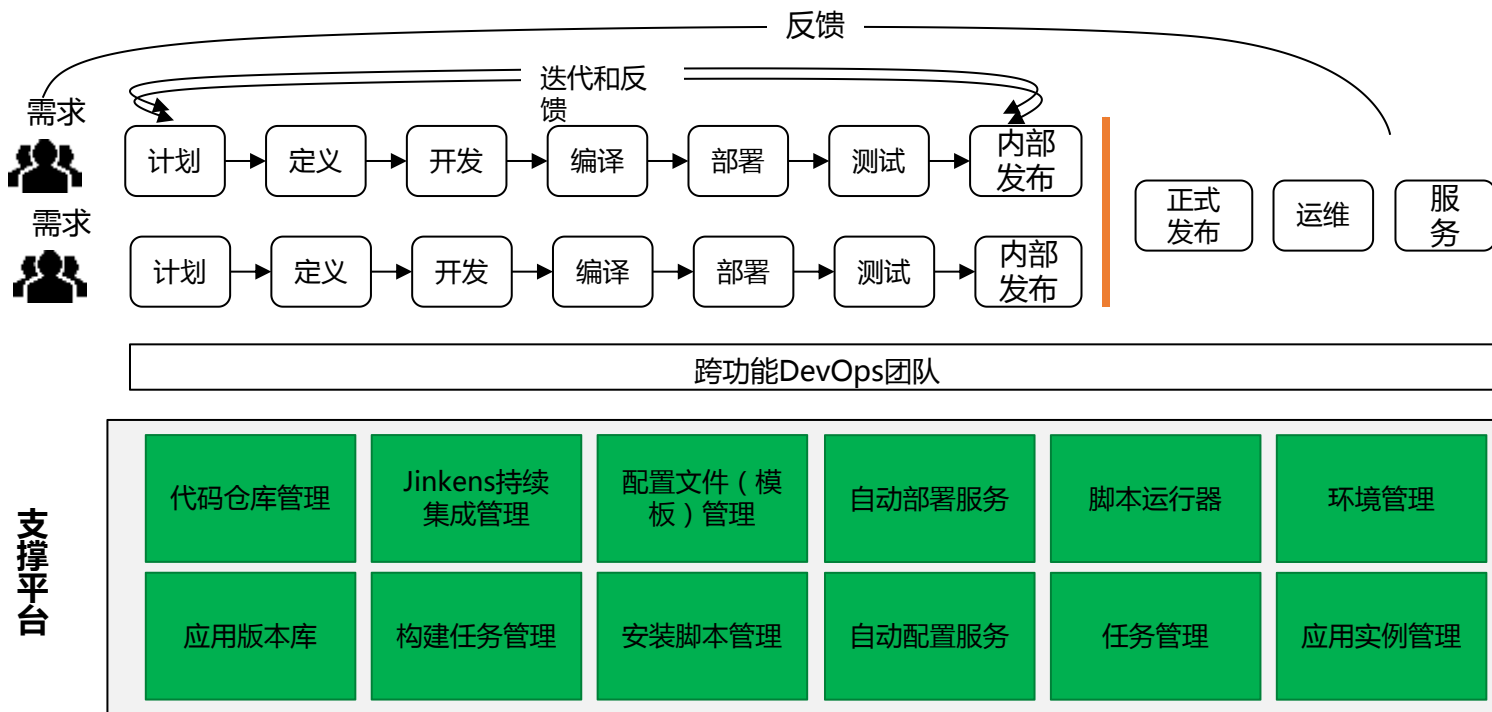 反馈
迭代和反
馈
需求
计划
定义
开发
编译
部署
测试
内部
发布
需求
计划
定义
开发
编译
部署
测试
内部
发布
正式
发布
运维
服
务
跨功能DevOps团队
支撑平台
代码仓库管理
Jinkens持续
集成管理
配置文件（模
板）管理
自动部署服务
脚本运行器
环境管理
应用版本库
构建任务管理
安装脚本管理
自动配置服务
任务管理
应用实例管理